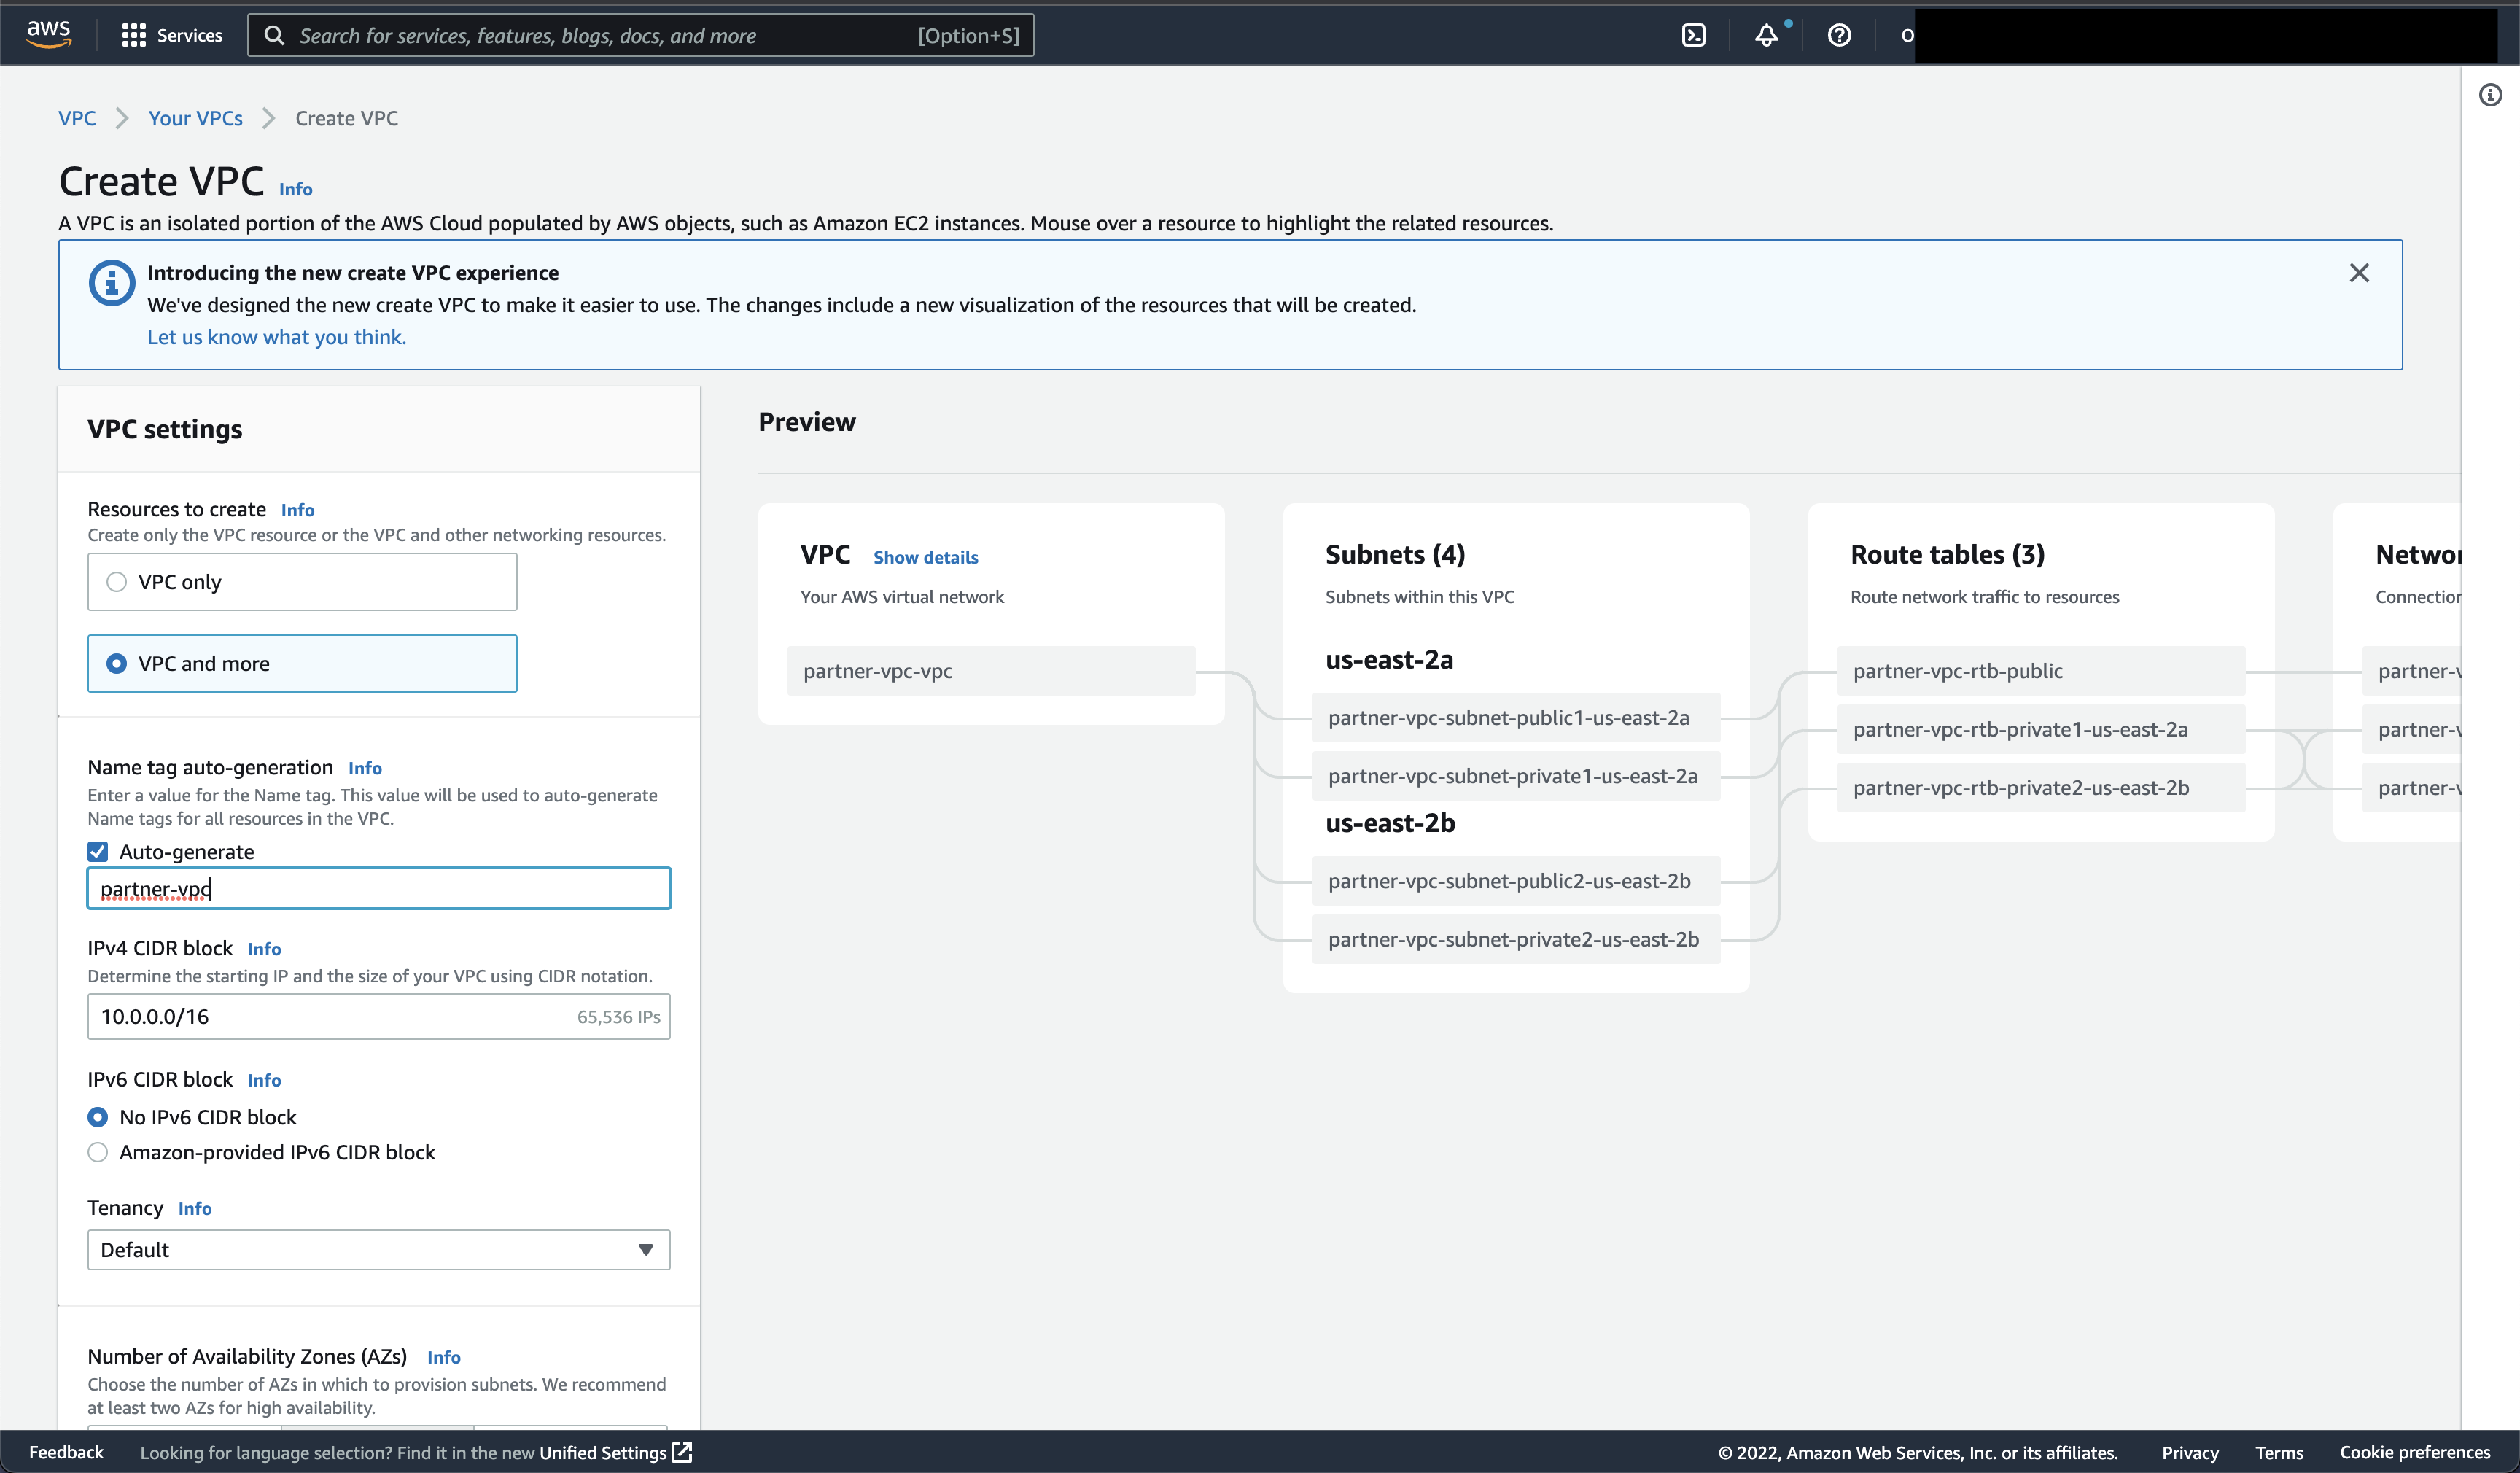 aws
Services
Search for services, features, blogs, docs, and more [Option+S]
VPC
Your VPCs
Create VPC
Create VPC Info
A VPC is an isolated portion of the AWS Cloud populated by AWS objects, such as Amazon EC2 instances. Mouse over a resource to highlight the related resources.
Introducing the new create VPC experience
We've designed the new create VPC to make it easier to use. The changes include a new visualization of the resources that will be created.
Let us know what you think.
VPC settings
Resources to create Info
Create only the VPC resource or the VPC and other networking resources.
VPC only
VPC and more
Name tag auto-generation Info
Enter a value for the Name tag. This value will be used to auto-generate
Name tags for all resources in the VPC.
Auto-generate
partner-vpc
IPv4 CIDR block Info
Determine the starting IP and the size of your VPC using CIDR notation.
10.0.0.0/16 65,536 IPs
IPv6 CIDR block Info
No IPv6 CIDR block
Amazon-provided IPv6 CIDR block
Tenancy Info
Default
Number of Availability Zones (AZs) Info
Choose the number of AZs in which to provision subnets. We recommend
at least two AZs for high availability.
Preview
VPC Show details
Your AWS virtual network
partner-vpc-vpc
Subnets (4)
Subnets within this VPC
us-east-2a
partner-vpc-subnet-public1-us-east-2a
partner-vpc-subnet-private1-us-east-2a
us-east-2b
partner-vpc-subnet-public2-us-east-2b
partner-vpc-subnet-private2-us-east-2b
Route tables (3)
Route network traffic to resources
partner-vpc-rtb-public
partner-vpc-rtb-private1-us-east-2a
partner-vpc-rtb-private2-us-east-2b
Feedback
Looking for language selection? Find it in the new Unified Settings
© 2022, Amazon Web Services, Inc. or its affiliates.
Privacy
Terms
Cookie preferences